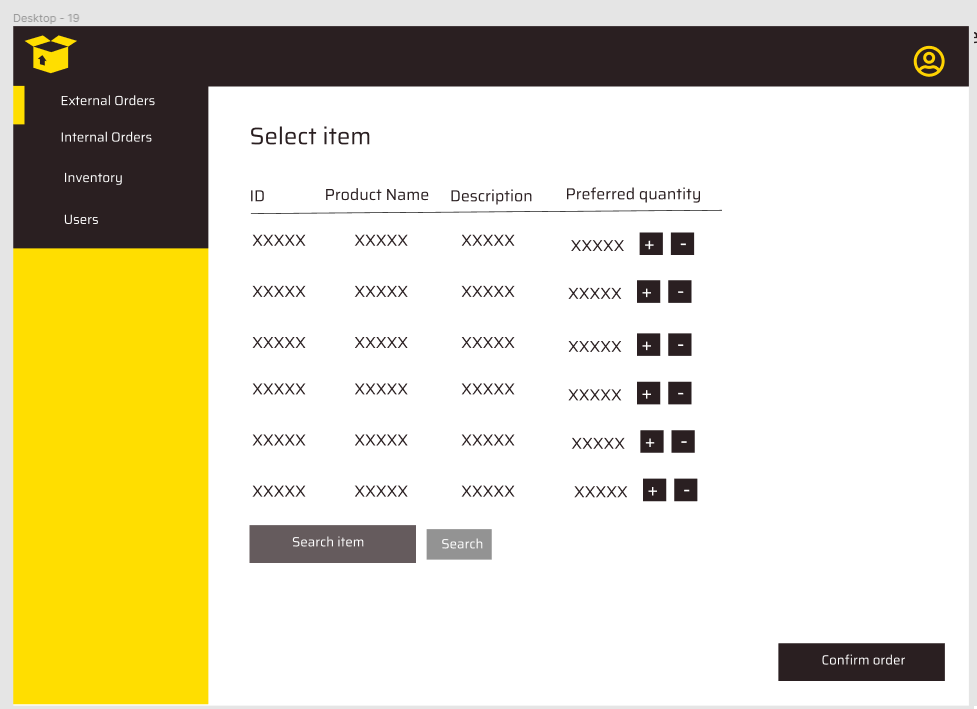 Desktop - 19
External Orders
Internal Orders
Inventory
Users
Select item
ID Product Name Description Preferred quantity
XXXXX XXXXX XXXXX XXXXX + -
XXXXX XXXXX XXXXX XXXXX + -
XXXXX XXXXX XXXXX XXXXX + -
XXXXX XXXXX XXXXX XXXXX + -
XXXXX XXXXX XXXXX XXXXX + -
XXXXX XXXXX XXXXX XXXXX + -
Search item Search
Confirm order